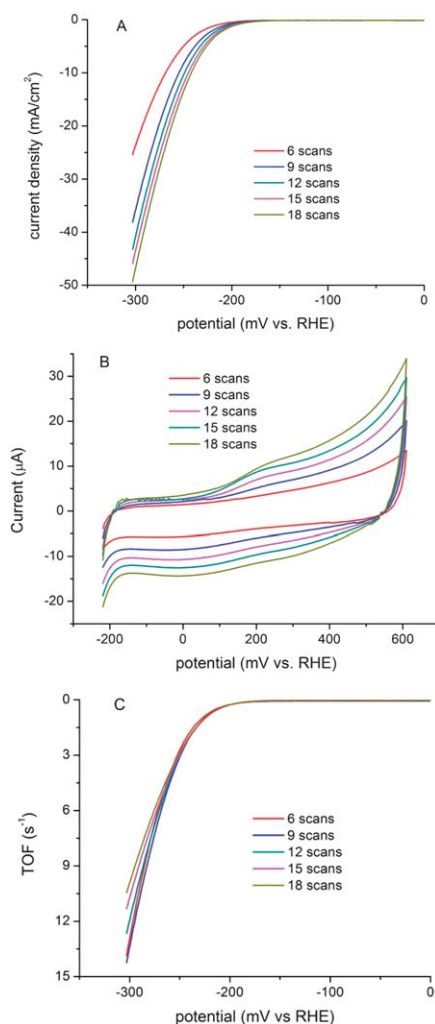 A
0
-10
-20
-30
-40
-50
current density (mA/cm²)
6 scans
9 scans
12 scans
15 scans
18 scans
-300 -200 -100 0
potential (mV vs. RHE)
B
30
20
10
0
-10
-20
Current (μA)
6 scans
9 scans
12 scans
15 scans
18 scans
-200 0 200 400 600
potential (mV vs. RHE)
C
0
3
6
9
12
15
TOF (s⁻¹)
6 scans
9 scans
12 scans
15 scans
18 scans
-300 -200 -100 0
potential (mV vs. RHE)